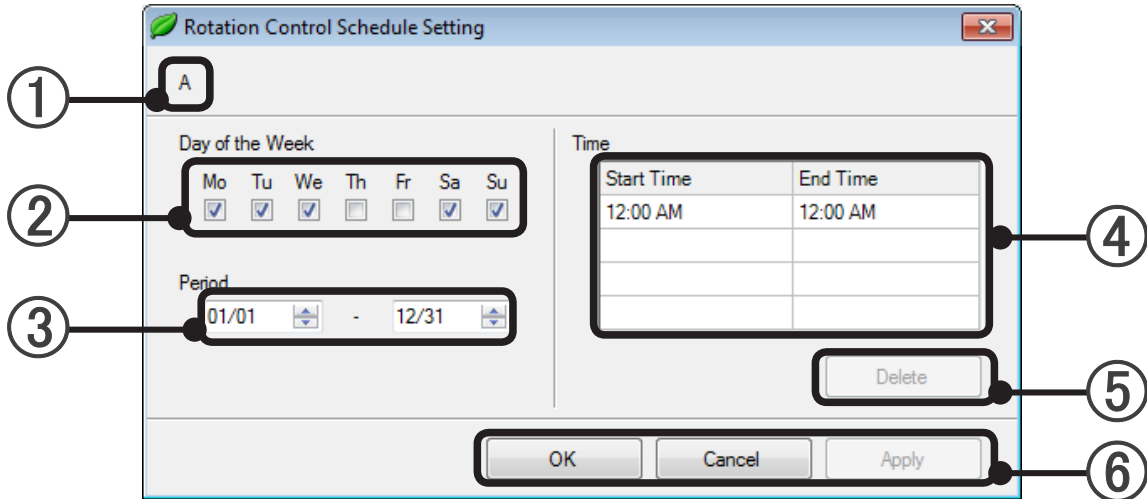 Rotation Control Schedule Setting
① A
Day of the Week
Mo Tu We Th Fr Sa Su
②
Period
③ 01/01 - 12/31
Time
Start Time End Time
12:00 AM 12:00 AM
④
Delete ⑤
OK Cancel Apply ⑥